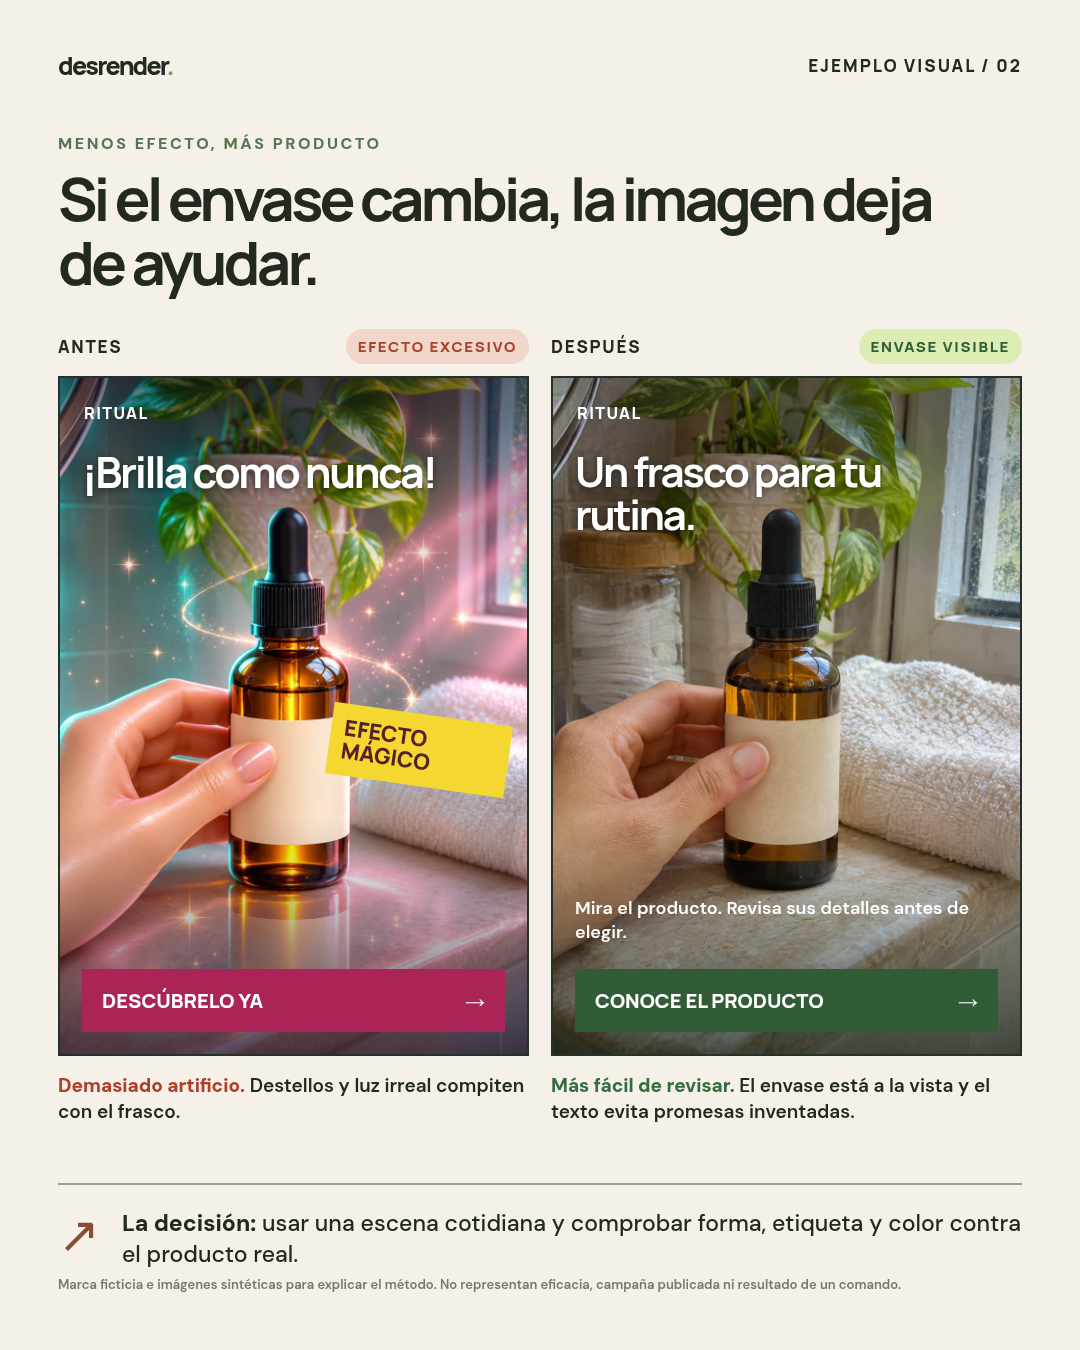 desrender.
EJEMPLO VISUAL / 02
MENOS EFECTO, MÁS PRODUCTO
Si el envase cambia, la imagen deja
de ayudar.
ANTES
EFECTO EXCESIVO
RITUAL
¡Brilla como nunca!
EFECTO
MÁGICO
DESCÚBRELO YA →
Demasiado artificio. Destellos y luz irreal compiten
con el frasco.
DESPUÉS
ENVASE VISIBLE
RITUAL
Un frasco para tu
rutina.
Mira el producto. Revisa sus detalles antes de
elegir.
CONOCE EL PRODUCTO →
Más fácil de revisar. El envase está a la vista y el
texto evita promesas inventadas.
↗ La decisión: usar una escena cotidiana y comprobar forma, etiqueta y color contra
el producto real.
Marca ficticia e imágenes sintéticas para explicar el método. No representan eficacia, campaña publicada ni resultado de un comando.